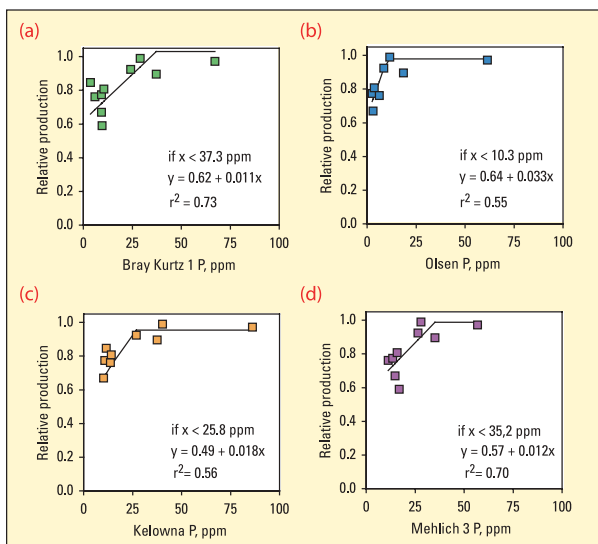 (a)
Relative production
1.0
0.8
0.6
0.4
0.2
0.0
if x < 37.3 ppm
y = 0.62 + 0.011x
r² = 0.73
0 25 50 75 100
Bray Kurtz 1 P, ppm
(b)
Relative production
1.0
0.8
0.6
0.4
0.2
0.0
if x < 10.3 ppm
y = 0.64 + 0.033x
r² = 0.55
0 25 50 75 100
Olsen P, ppm
(c)
Relative production
1.0
0.8
0.6
0.4
0.2
0.0
if x < 25.8 ppm
y = 0.49 + 0.018x
r²= 0.56
0 25 50 75 100
Kelowna P, ppm
(d)
Relative production
1.0
0.8
0.6
0.4
0.2
0.0
if x < 35,2 ppm
y = 0.57 + 0.012x
r² = 0.70
0 25 50 75 100
Mehlich 3 P, ppm